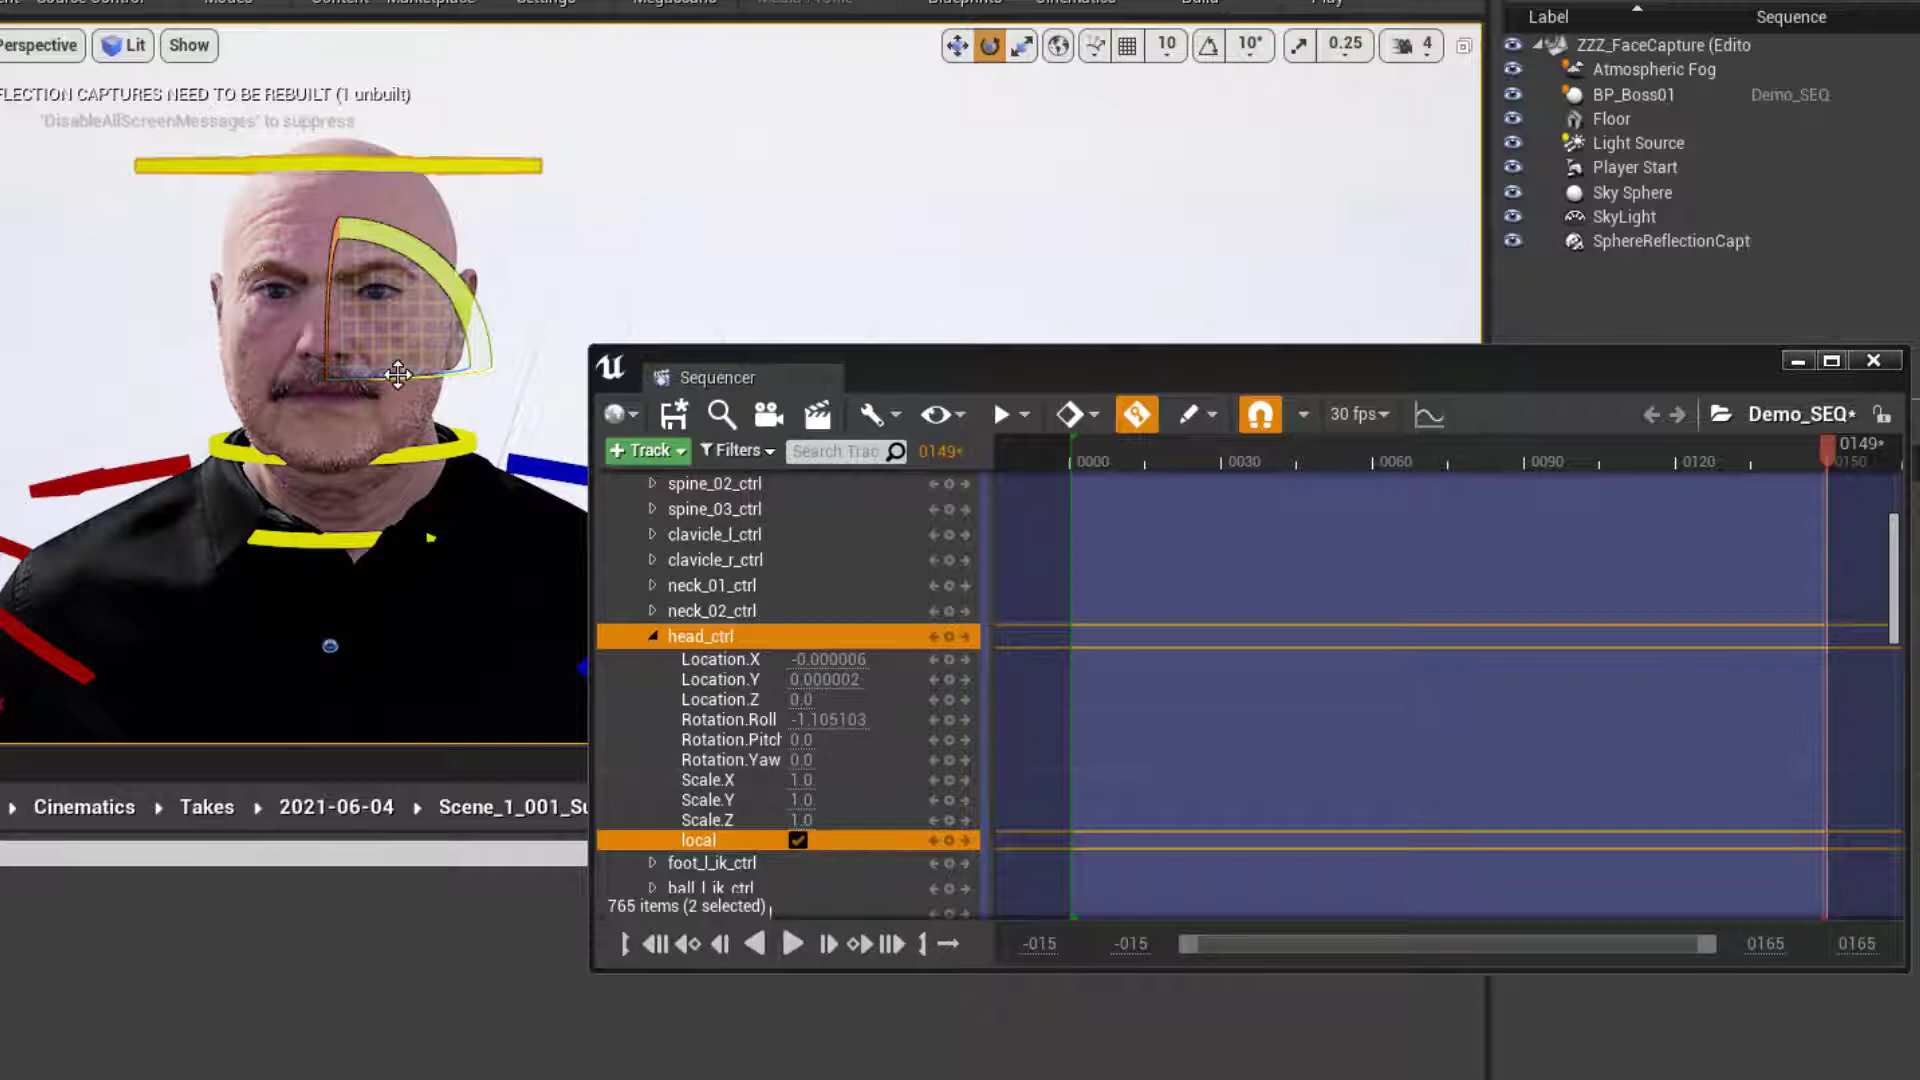 Perspective
Lit
Show
10
10°
0.25
4
FLECTION CAPTURES NEED TO BE REBUILT (1 unbuilt)
'DisableAllScreenMessages' to suppress
Label
Sequence
ZZZ_FaceCapture (Edito
Atmospheric Fog
BP_Boss01
Demo_SEQ
Floor
Light Source
Player Start
Sky Sphere
SkyLight
SphereReflectionCapt
Sequencer
30 fps
Demo_SEQ*
+ Track
Filters
Search Trac
0149*
0149*
0000
0030
0060
0090
0120
0150
spine_02_ctrl
spine_03_ctrl
clavicle_l_ctrl
clavicle_r_ctrl
neck_01_ctrl
neck_02_ctrl
head_ctrl
Location.X -0.000006
Location.Y 0.000002
Location.Z 0.0
Rotation.Roll -1.105103
Rotation.Pitch 0.0
Rotation.Yaw 0.0
Scale.X 1.0
Scale.Y 1.0
Scale.Z 1.0
local
foot_l_ik_ctrl
ball_l_ik_ctrl
765 items (2 selected)
-015
-015
0165
0165
Cinematics
Takes
2021-06-04
Scene_1_001_Su